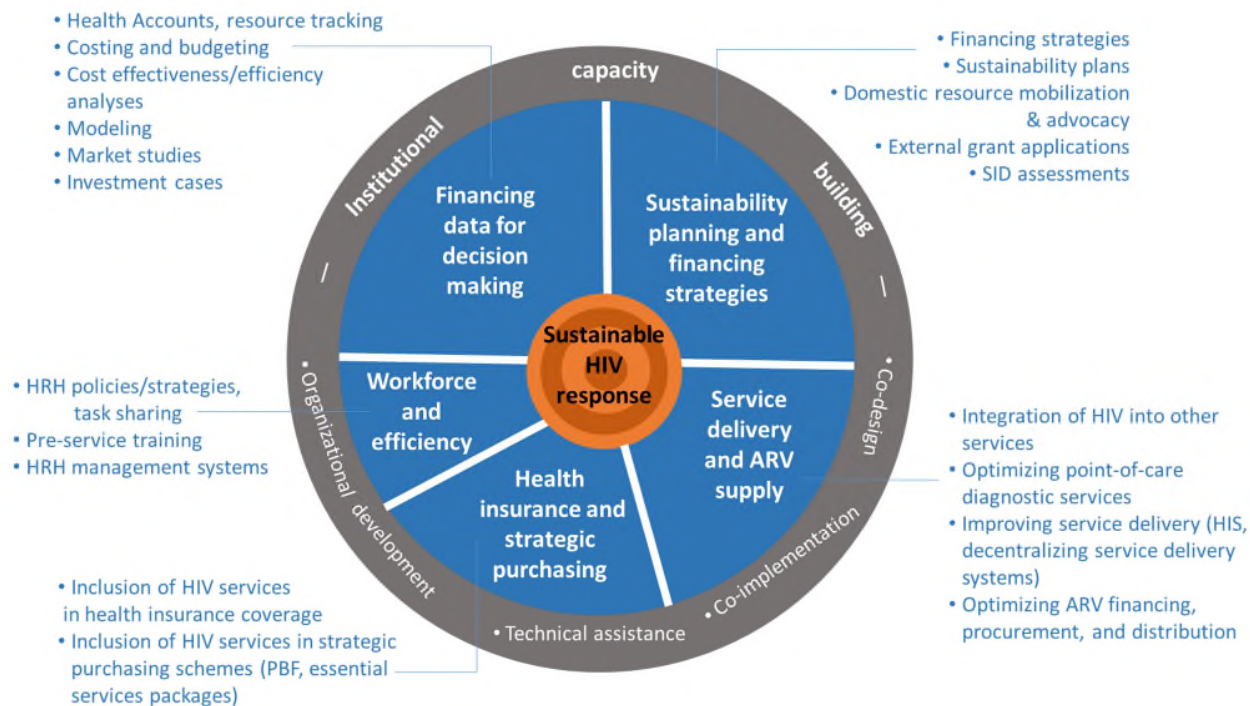 • Health Accounts, resource tracking
• Costing and budgeting
• Cost effectiveness/efficiency
analyses
• Modeling
• Market studies
• Investment cases
• Financing strategies
• Sustainability plans
• Domestic resource mobilization
& advocacy
• External grant applications
• SID assessments
— Institutional capacity building —
Financing
data for
decision
making
Sustainability
planning and
financing
strategies
Sustainable
HIV
response
• HRH policies/strategies,
task sharing
• Pre-service training
• HRH management systems
Workforce
and
efficiency
Service
delivery
and ARV
supply
• Integration of HIV into other
services
• Optimizing point-of-care
diagnostic services
• Improving service delivery (HIS,
decentralizing service delivery
systems)
• Optimizing ARV financing,
procurement, and distribution
Health
insurance and
strategic
purchasing
• Inclusion of HIV services
in health insurance coverage
• Inclusion of HIV services in strategic
purchasing schemes (PBF, essential
services packages)
• Organizational development
• Technical assistance
• Co-implementation
• Co-design